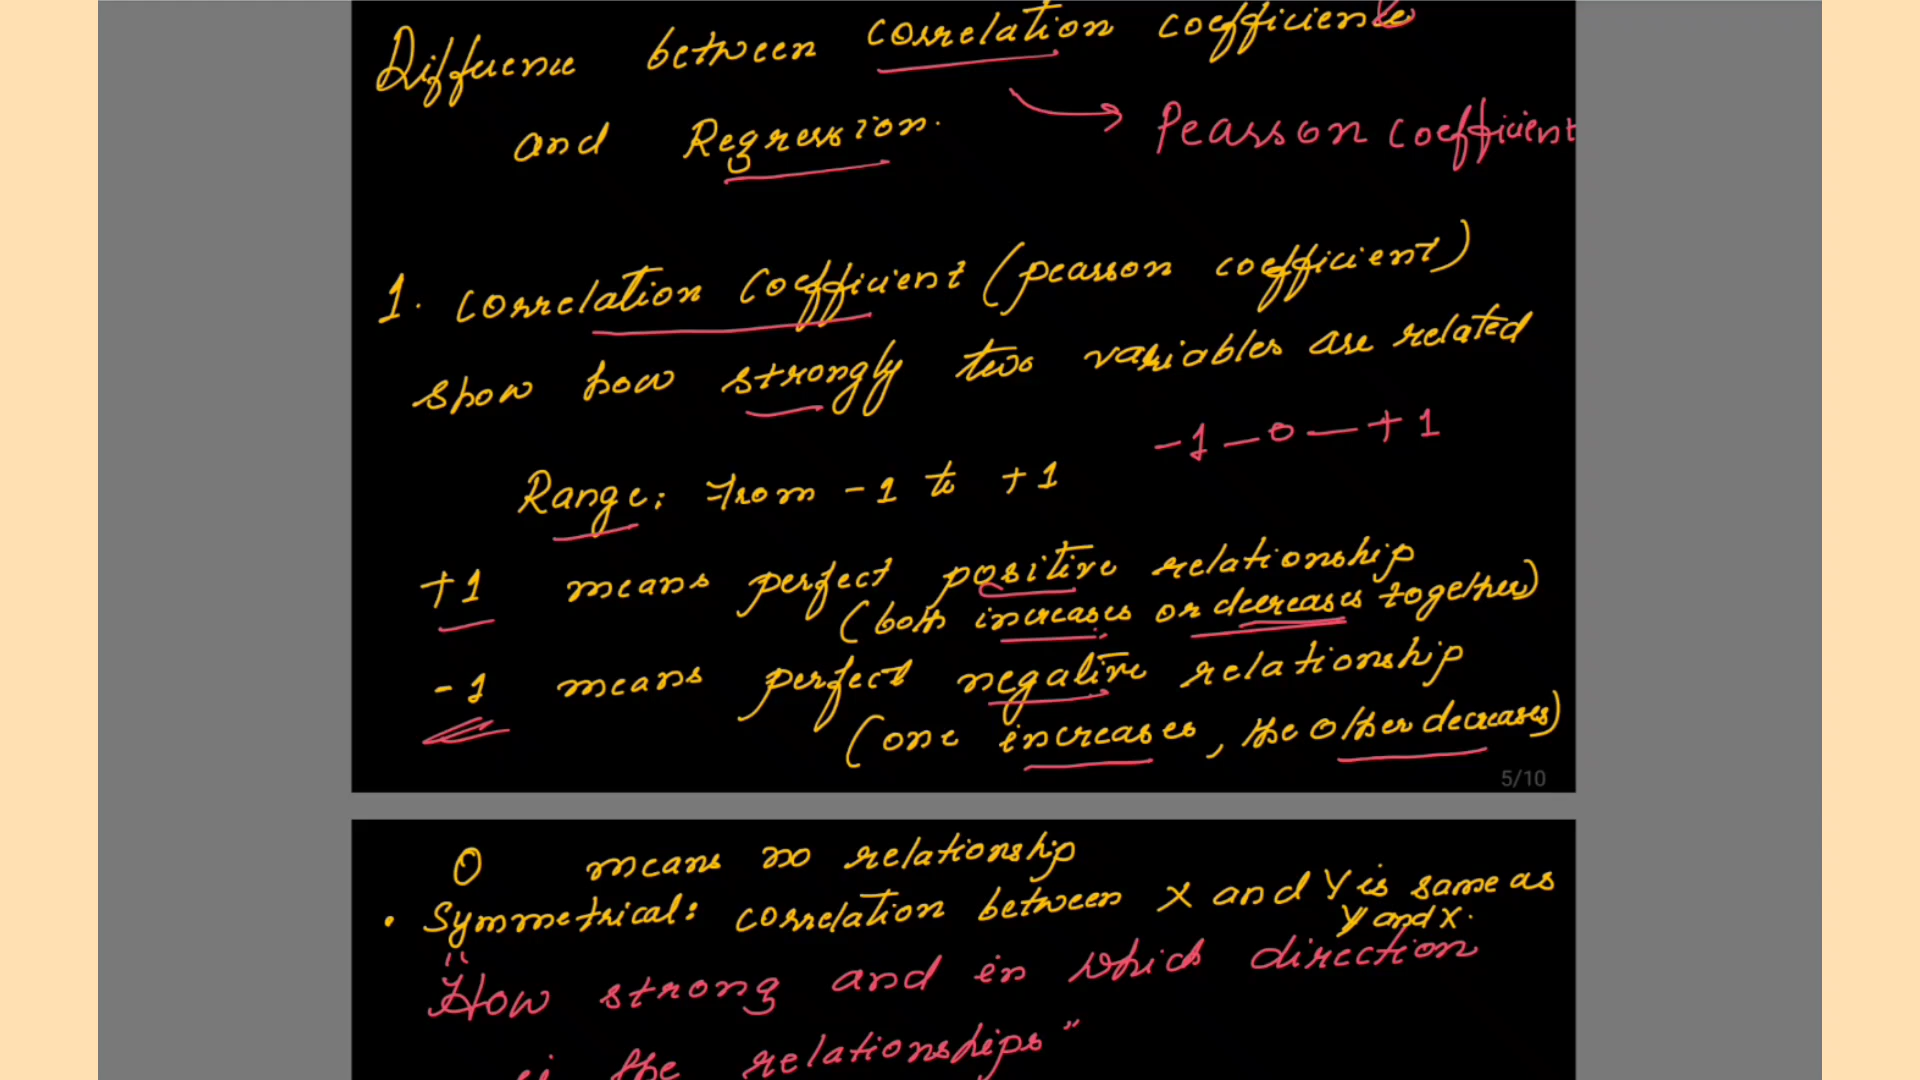 Difference between correlation coefficient
and Regression.
Pearson coefficient
1. correlation coefficient (pearson coefficient)
show how strongly two variables are related
-1 — 0 — +1
Range: From -1 to +1
+1 means perfect positive relationship
(both increases or decreases together)
-1 means perfect negative relationship
(one increases, the other decreases)
5/10
0 means no relationship
• Symmetrical: correlation between X and Y is same as
Y and X.
"How strong and in which direction
is the relationships"